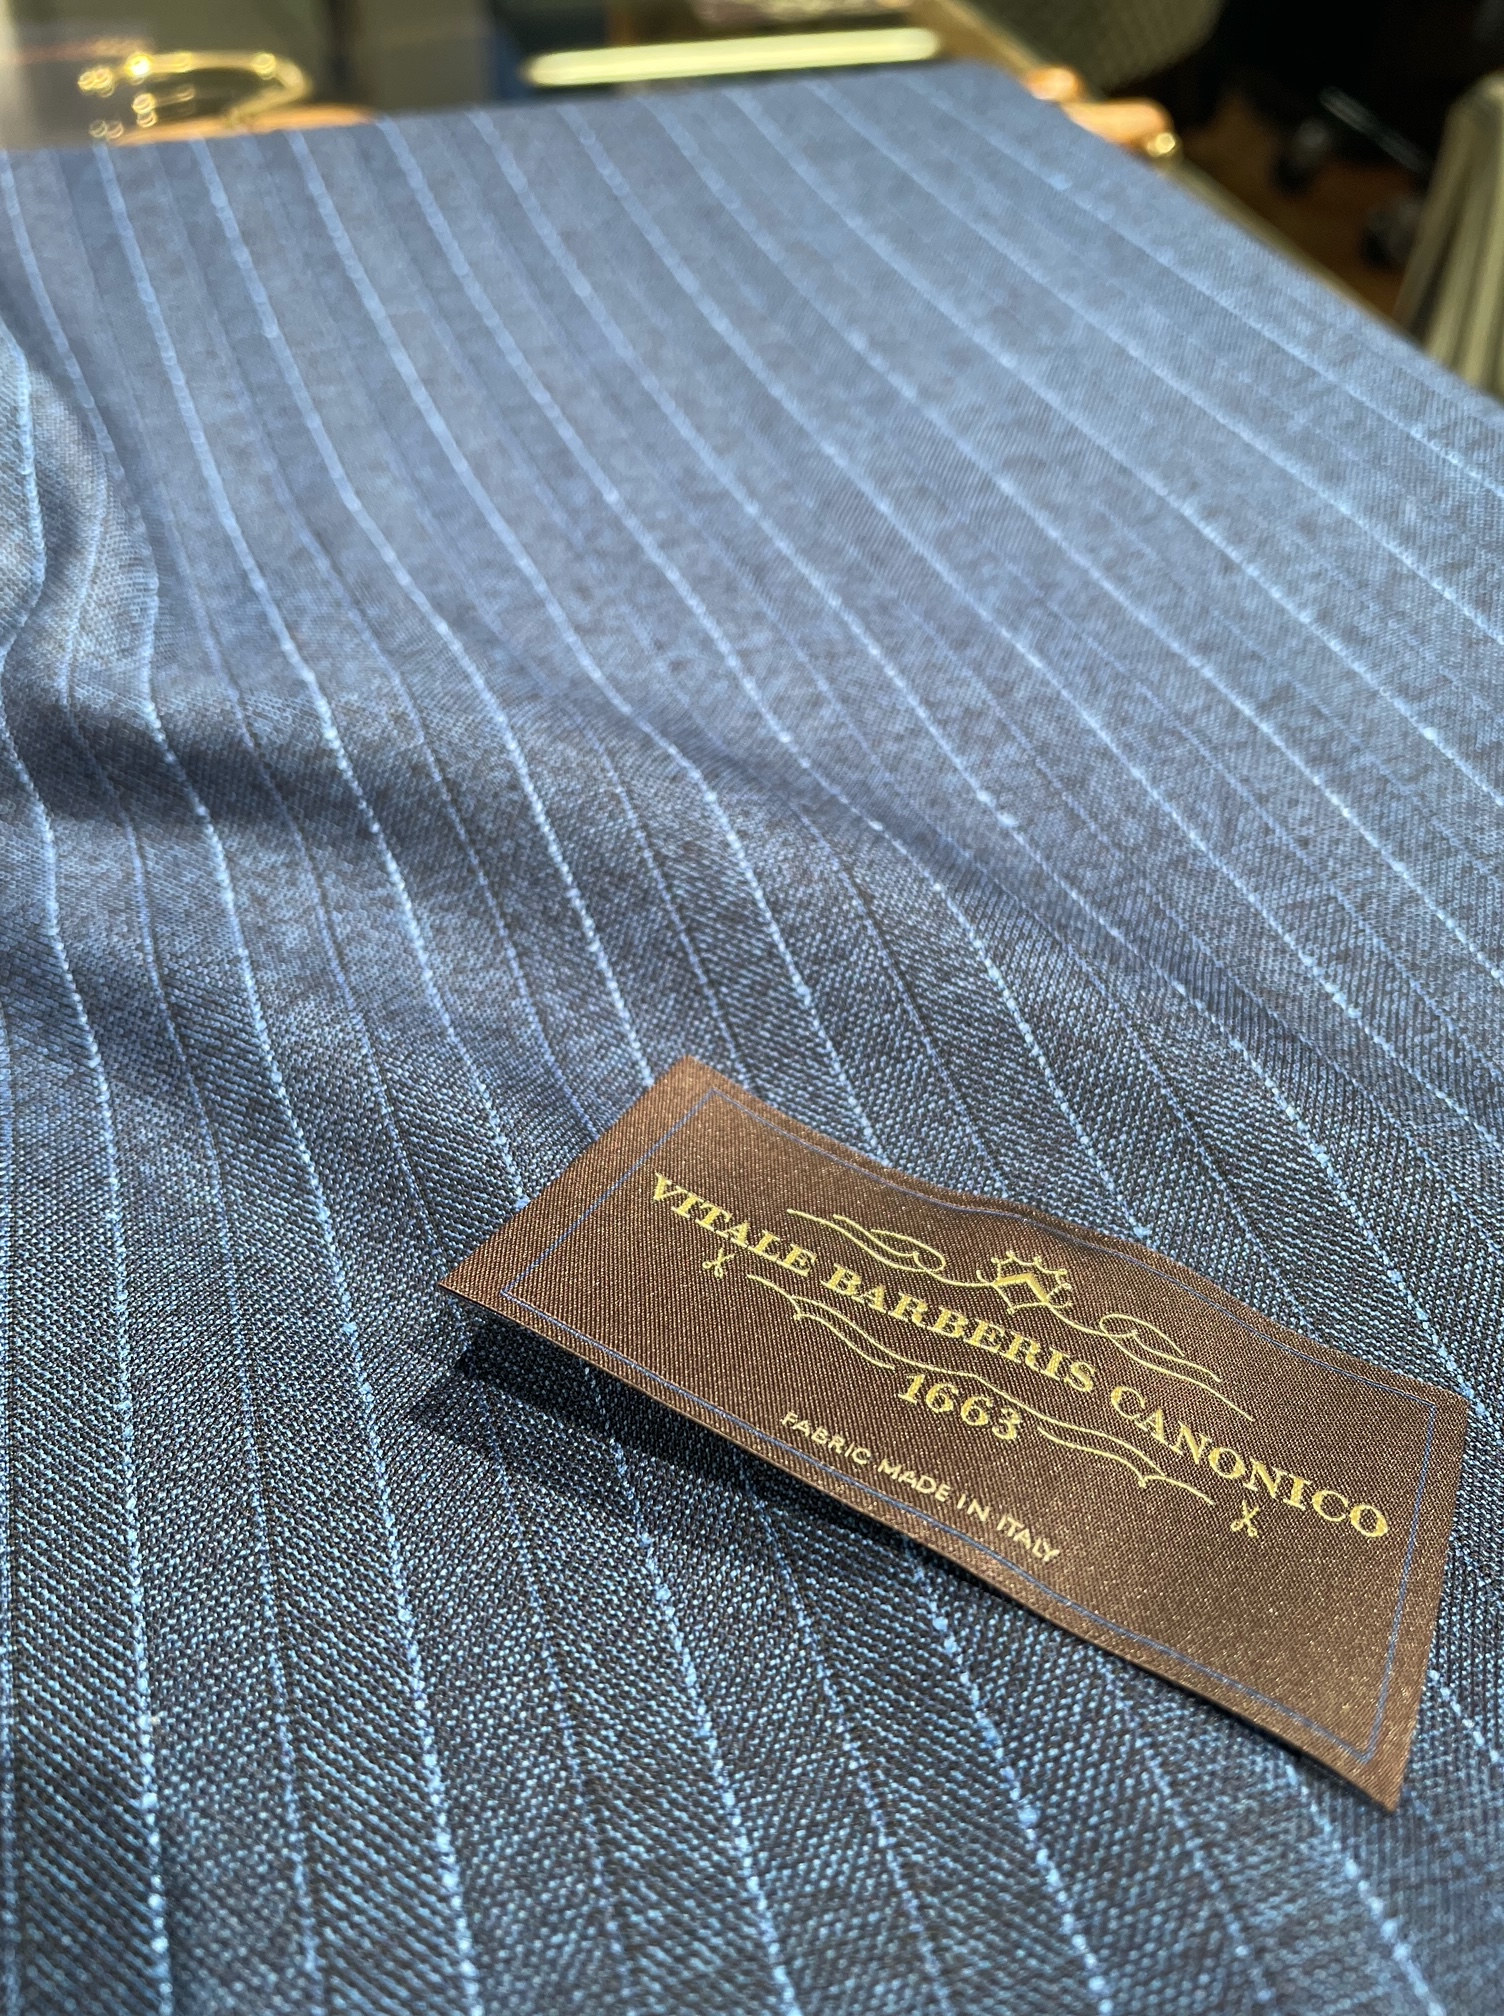 VITALE BARBERIS CANONICO
1663
FABRIC MADE IN ITALY